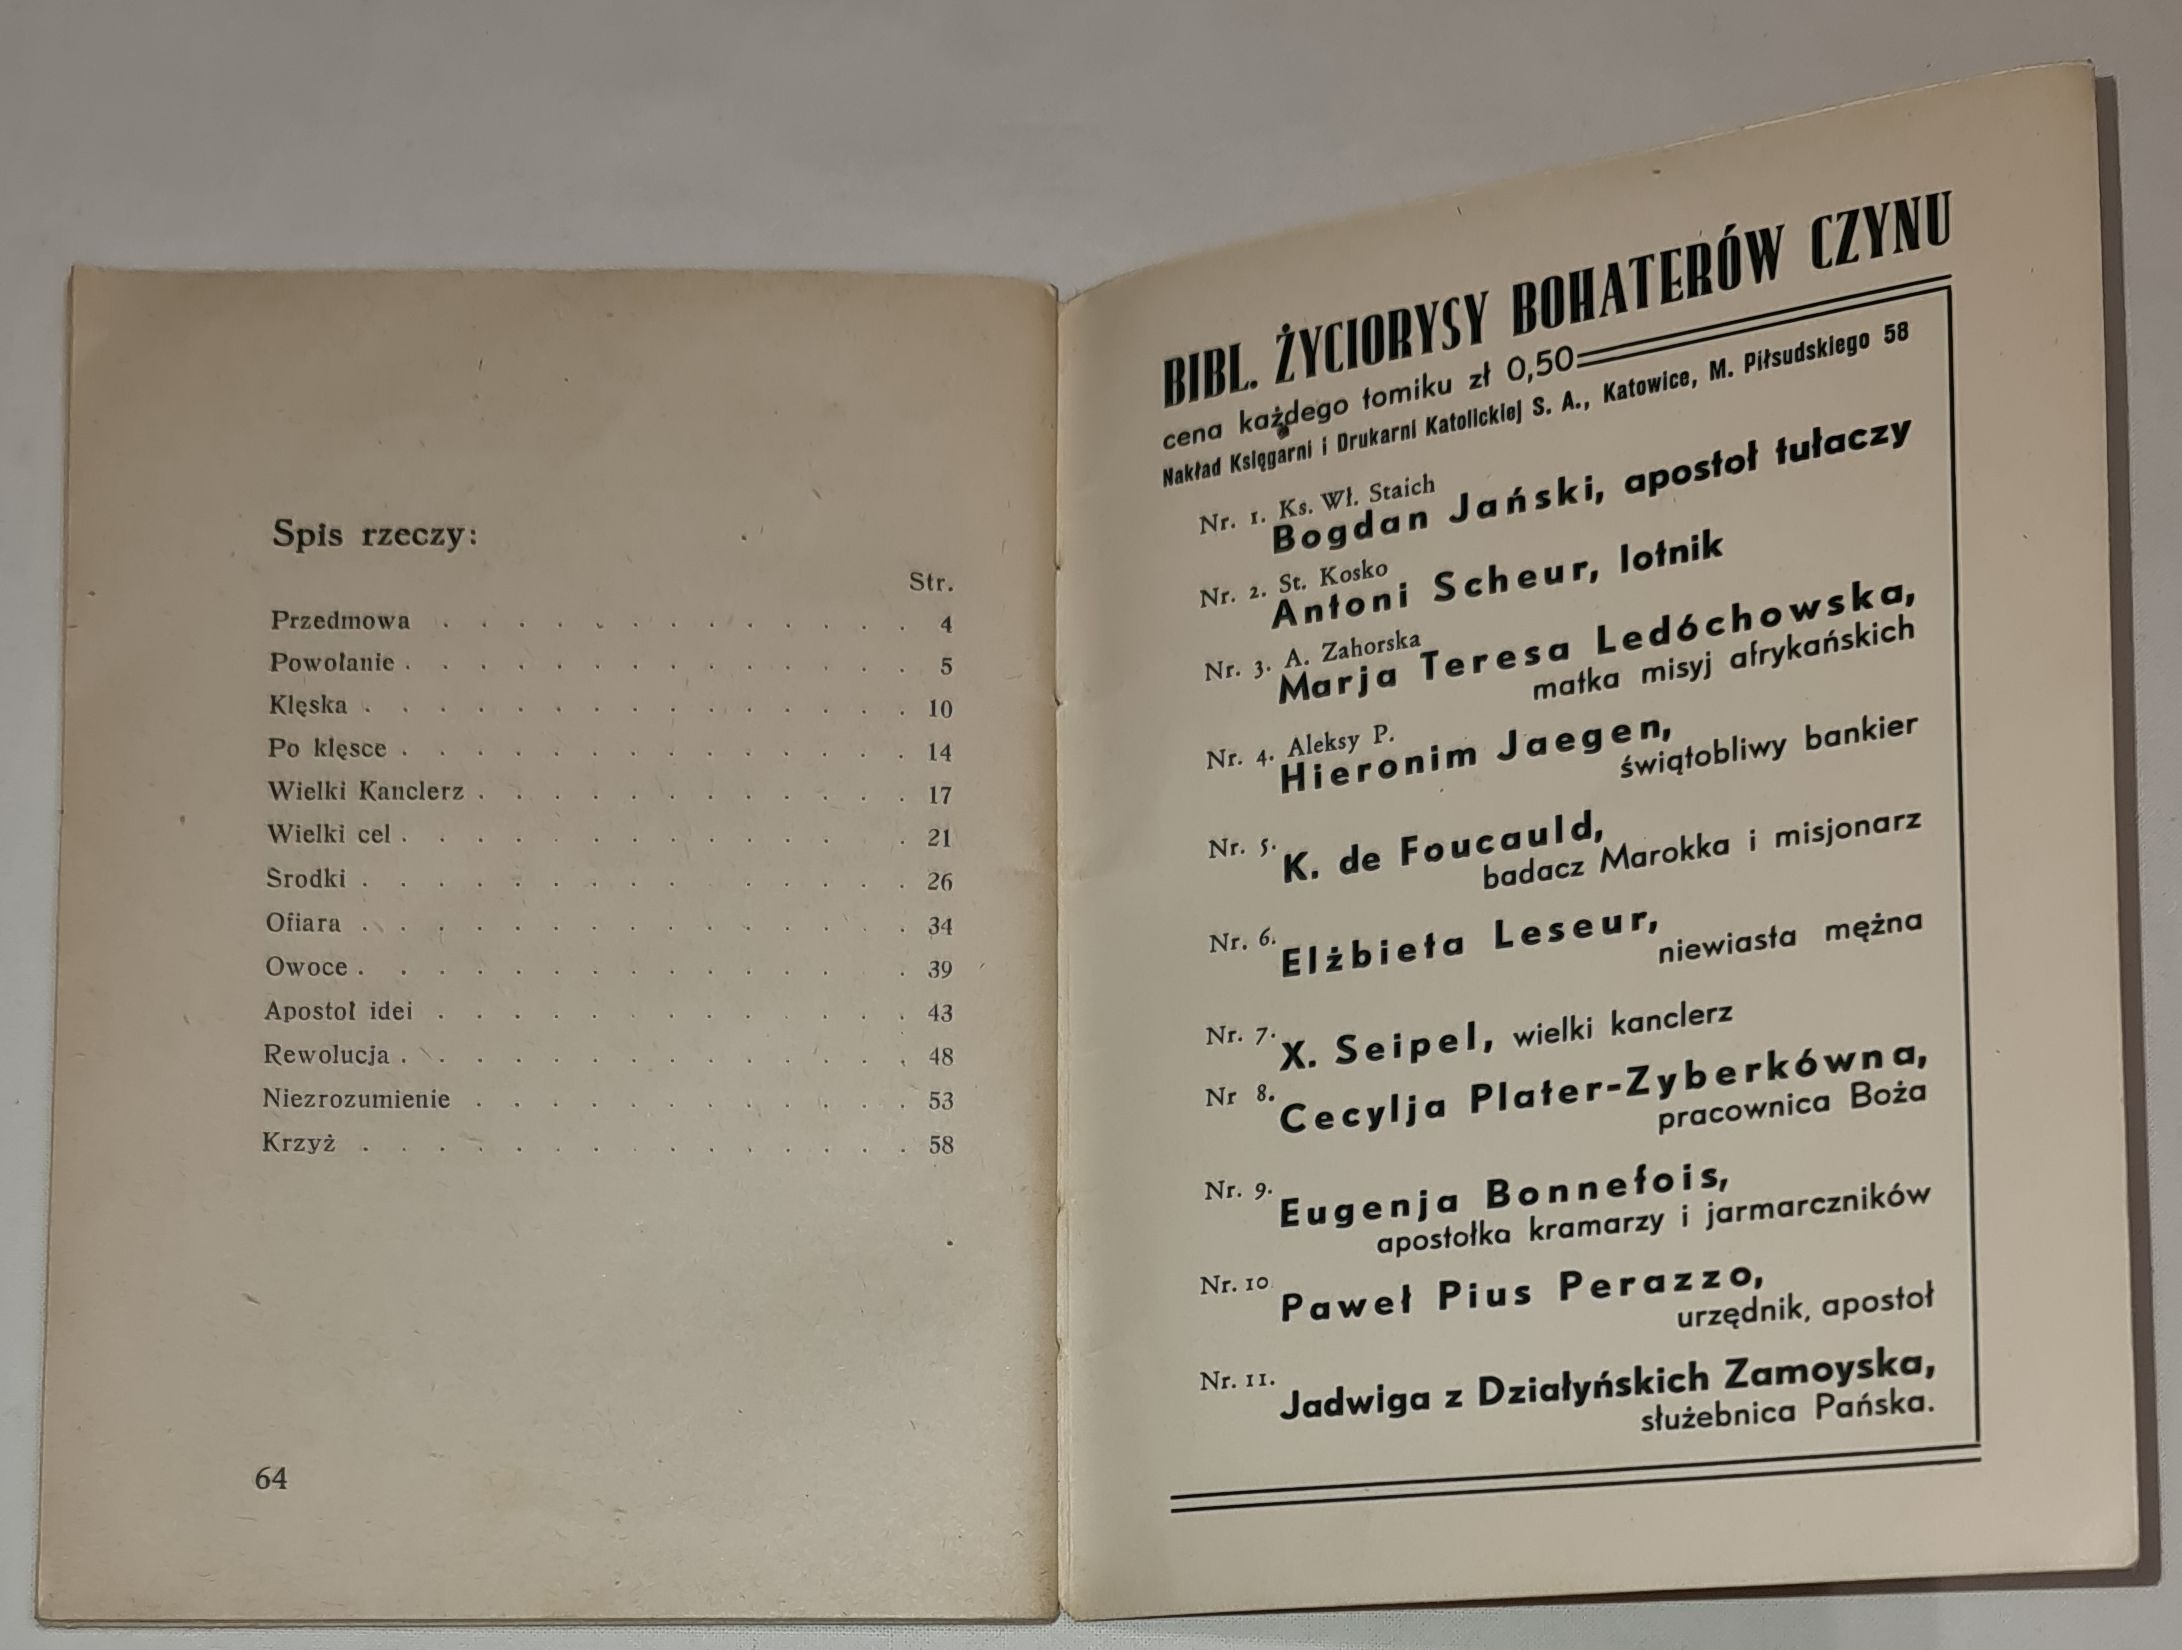 Spis rzeczy:
Str.
Przedmowa . . . . . . . . . . . . . 4
Powołanie . . . . . . . . . . . . . . 5
Klęska . . . . . . . . . . . . . . . 10
Po klęsce . . . . . . . . . . . . . . 14
Wielki Kanclerz . . . . . . . . . . . . 17
Wielki cel . . . . . . . . . . . . . . 21
Srodki . . . . . . . . . . . . . . . 26
Ofiara . . . . . . . . . . . . . . . 34
Owoce . . . . . . . . . . . . . . . 39
Apostoł idei . . . . . . . . . . . . . 43
Rewolucja . . . . . . . . . . . . . . 48
Niezrozumienie . . . . . . . . . . . . 53
Krzyż . . . . . . . . . . . . . . . 58
64
BIBL. ŻYCIORYSY BOHATERÓW CZYNU
cena każdego tomiku zł 0,50
Nakład Księgarni i Drukarni Katolickiej S. A., Katowice, M. Piłsudskiego 58
Nr. 1. Ks. Wł. Staich
Bogdan Jański, apostoł tułaczy
Nr. 2. St. Kosko
Antoni Scheur, lotnik
Nr. 3. A. Zahorska
Marja Teresa Ledóchowska,
matka misyj afrykańskich
Nr. 4. Aleksy P.
Hieronim Jaegen,
świątobliwy bankier
Nr. 5. K. de Foucauld,
badacz Marokka i misjonarz
Nr. 6. Elżbieta Leseur,
niewiasta mężna
Nr. 7. X. Seipel, wielki kanclerz
Nr 8. Cecylja Plater-Zyberkówna,
pracownica Boża
Nr. 9. Eugenja Bonnefois,
apostołka kramarzy i jarmarczników
Nr. 10 Paweł Pius Perazzo,
urzędnik, apostoł
Nr. 11. Jadwiga z Działyńskich Zamoyska,
służebnica Pańska.